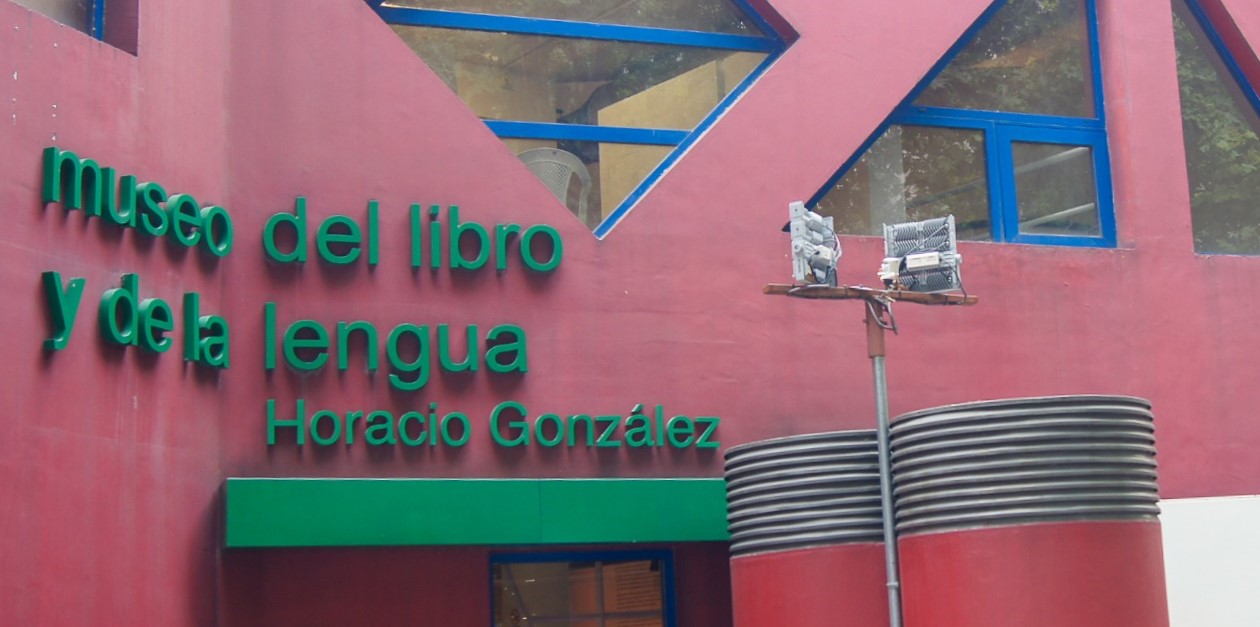 museo del libro
y de la lengua
Horacio González